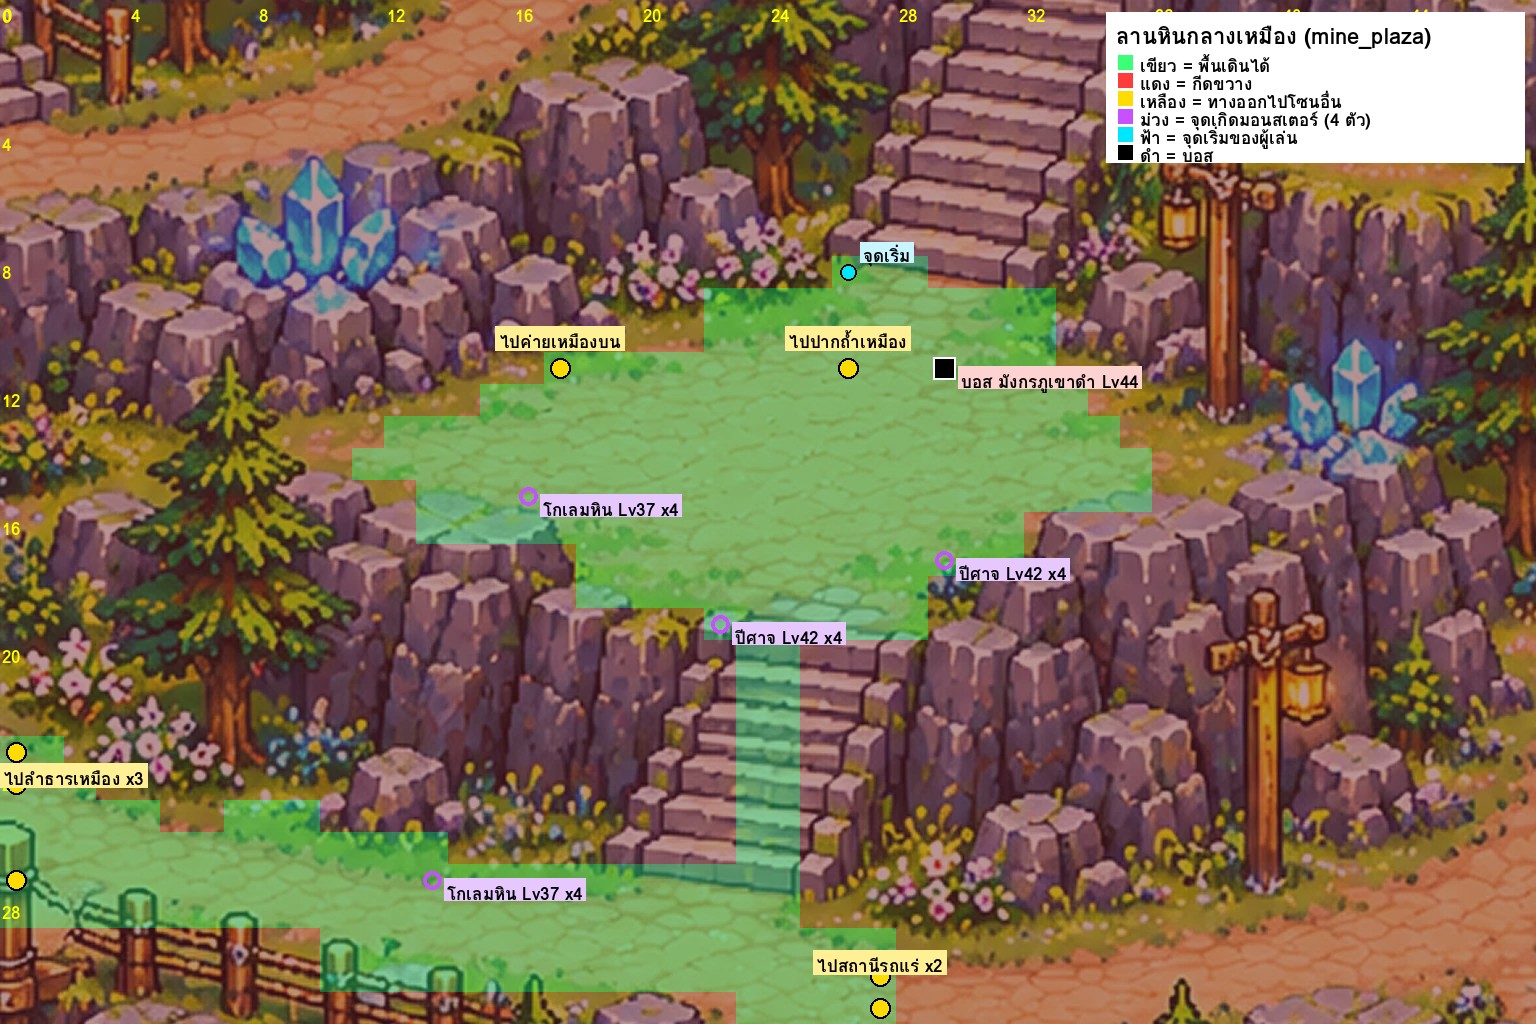 0 4 8 12 16 20 24 28 32
ลานหินกลางเหมือง (mine_plaza)
เขียว = พื้นเดินได้
แดง = กีดขวาง
เหลือง = ทางออกไปโซนอื่น
ม่วง = จุดเกิดมอนสเตอร์ (4 ตัว)
ฟ้า = จุดเริ่มของผู้เล่น
ดำ = บอส
4
จุดเริ่ม
8
ไปค่ายเหมืองบน
ไปปากถ้ำเหมือง
บอส มังกรภูเขาดำ Lv44
12
โกเลมหิน Lv37 x4
16
ปีศาจ Lv42 x4
ปีศาจ Lv42 x4
20
ไปลำธารเหมือง x3
โกเลมหิน Lv37 x4
28
ไปสถานีรถแร่ x2